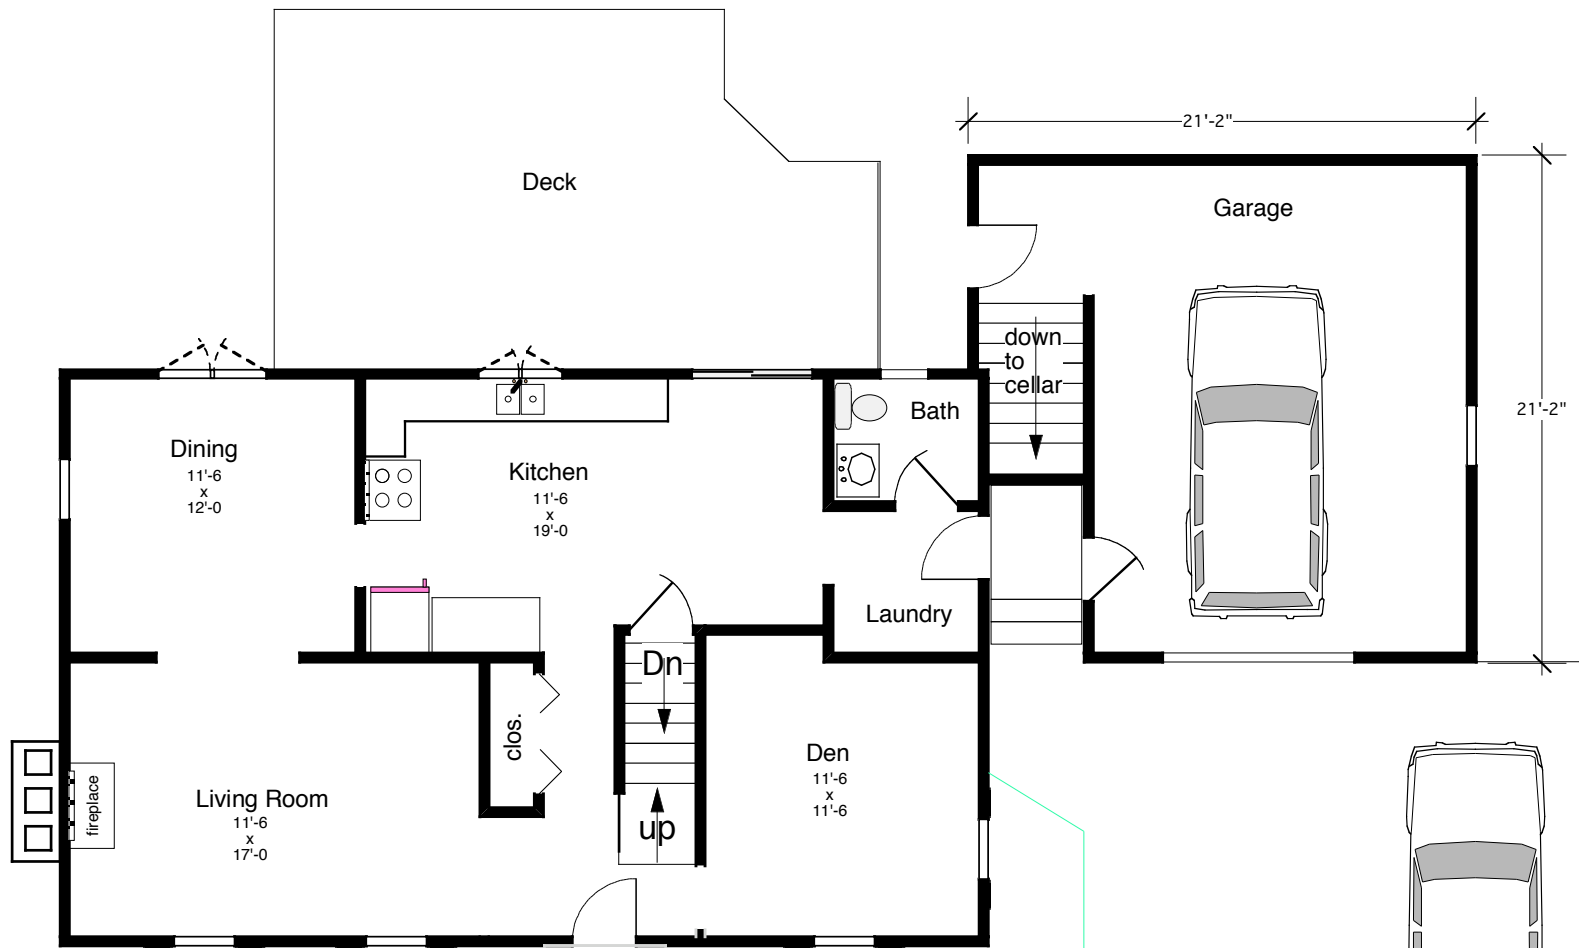 21'-2"
Deck
Garage
down
to
cellar
21'-2"
Bath
Dining
11'-6
x
12'-0
Kitchen
11'-6
x
19'-0
Laundry
Dn
clos.
Den
11'-6
x
11'-6
fireplace
Living Room
11'-6
x
17'-0
up